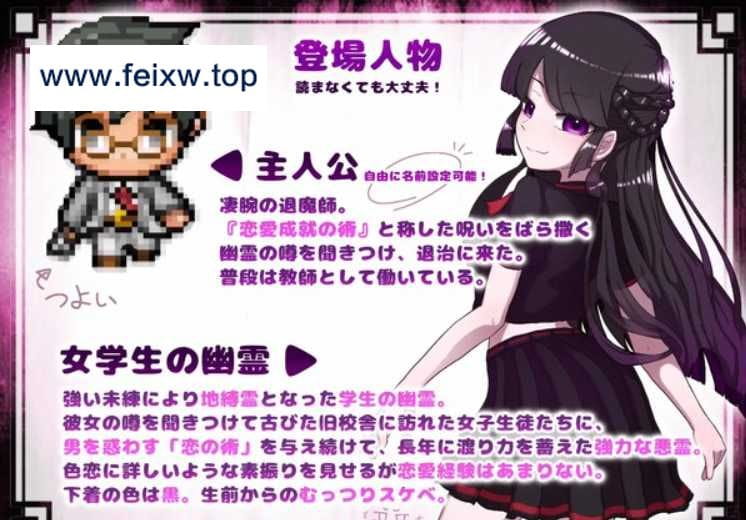 登場人物
www.feixw.top
読まなくても大丈夫！
主人公
自由に名前設定可能！
凄腕の退魔師。
『恋愛成就の術』と称した呪いをばら撒く
幽霊の噂を聞きつけ、退治に来た。
普段は教師として働いている。
つよい
女学生の幽霊
強い未練により地縛霊となった学生の幽霊。
彼女の噂を聞きつけて古びた旧校舎に訪れた女子生徒たちに、
男を惑わす「恋の術」を与え続けて、長年に渡り力を蓄えた強力な悪霊。
色恋に詳しいような素振りを見せるが恋愛経験はあまりない。
下着の色は黒。生前からのむっつりスケベ。